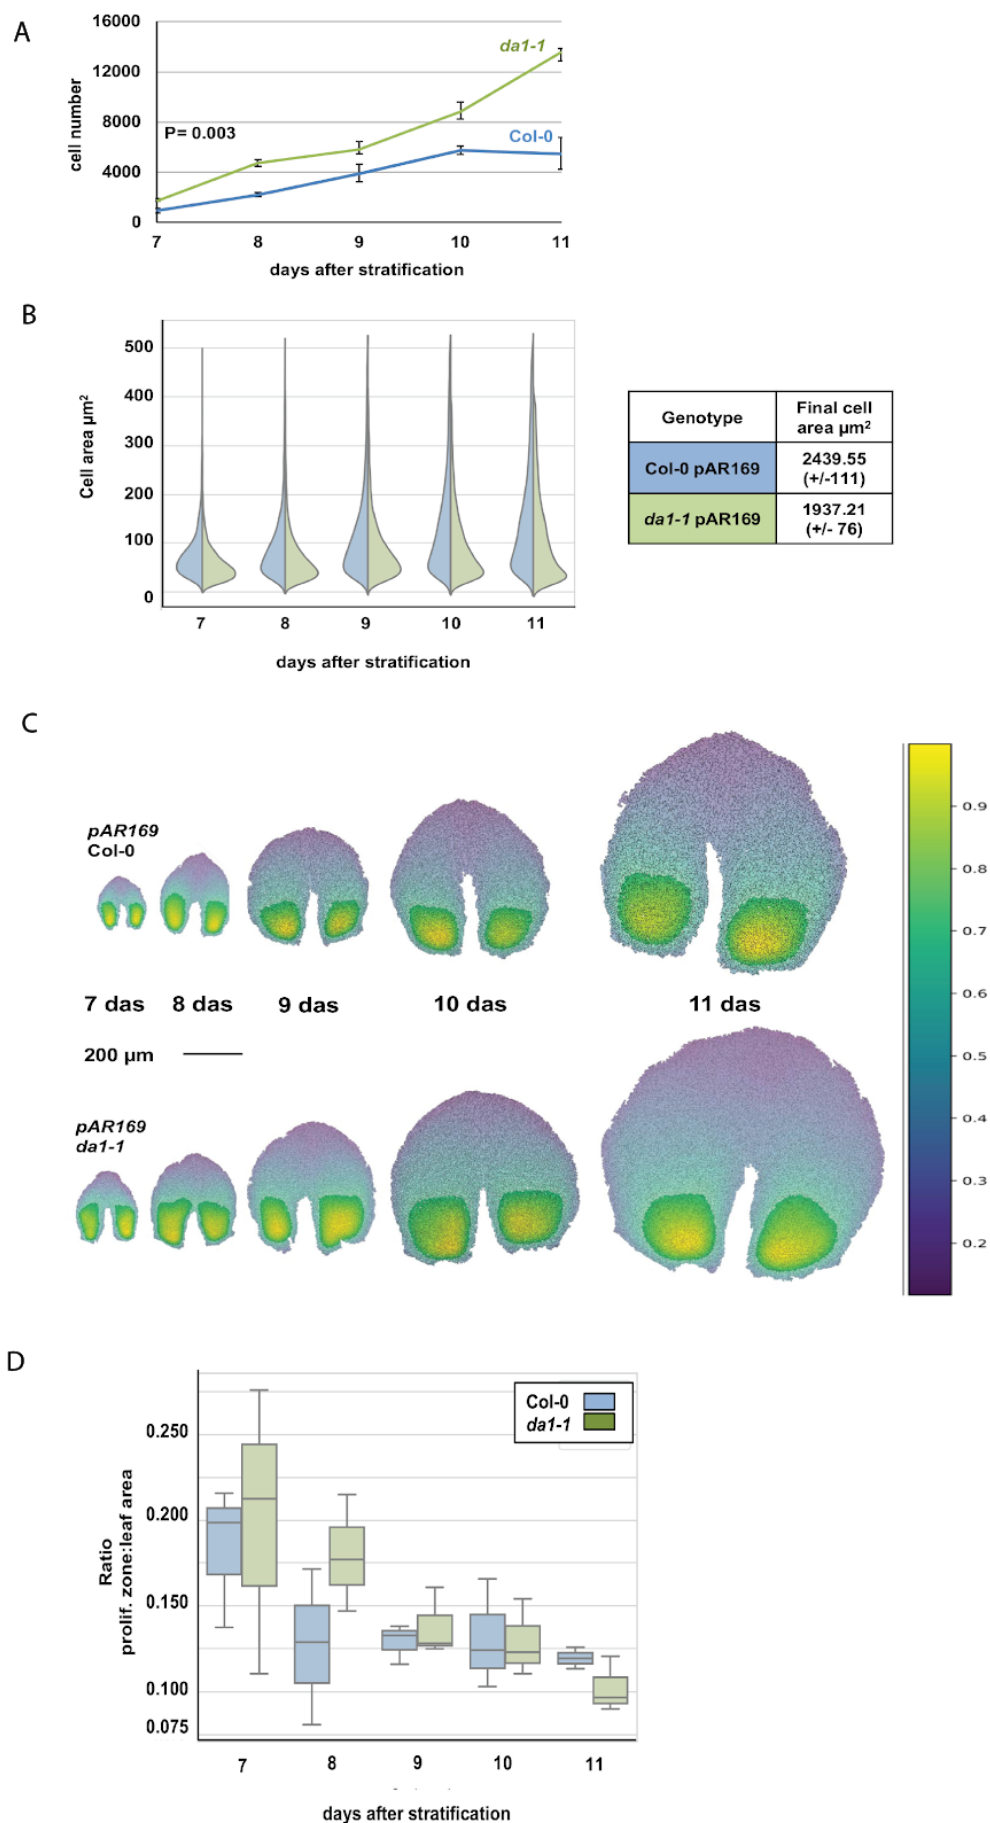 A
16000
12000
8000
4000
0
cell number
da1-1
Col-0
P= 0.003
7 8 9 10 11
days after stratification
B
500
400
300
200
100
0
Cell area µm²
7 8 9 10 11
days after stratification
Genotype Final cell area µm²
Col-0 pAR169 2439.55 (+/-111)
da1-1 pAR169 1937.21 (+/- 76)
C
pAR169
Col-0
7 das 8 das 9 das 10 das 11 das
200 µm
pAR169
da1-1
0.9
0.8
0.7
0.6
0.5
0.4
0.3
0.2
D
Col-0
da1-1
0.250
0.200
0.150
0.100
0.075
Ratio
prolif. zone:leaf area
7 8 9 10 11
days after stratification